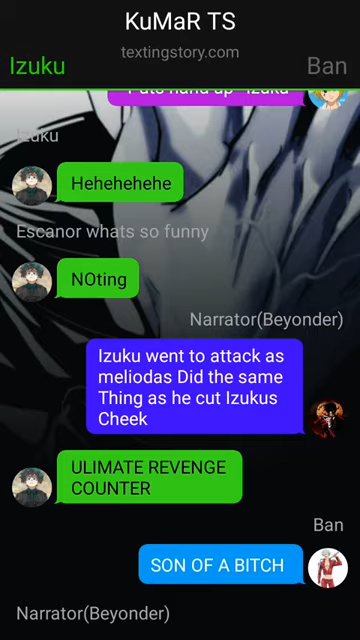 KuMaR TS
textingstory.com
Izuku
Ban
Izuku
Hehehehehe
Escanor whats so funny
NOting
Narrator(Beyonder)
Izuku went to attack as
meliodas Did the same
Thing as he cut Izukus
Cheek
ULIMATE REVENGE
COUNTER
Ban
SON OF A BITCH
Narrator(Beyonder)